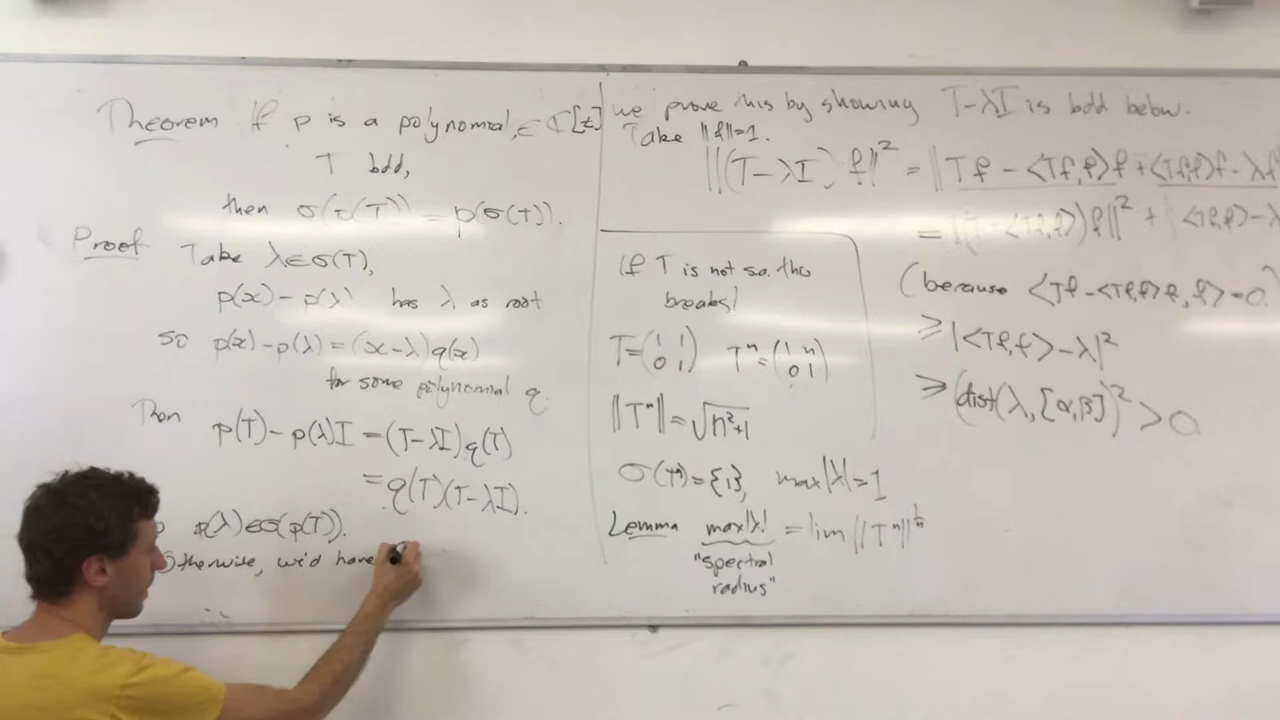 Theorem If p is a polynomial, ∈ ℂ[t]
T bdd,
then σ(p(T)) = p(σ(T)).
Proof Take λ∈σ(T),
p(x) - p(λ) has λ as root
so p(x) - p(λ) = (x-λ)q(x)
for some polynomial q.
Then p(T) - p(λ)I = (T-λI)q(T)
= q(T)(T-λI).
p(λ)∈σ(p(T)).
Otherwise, we'd have
we prove this by showing T-λI is bdd below.
Take ||f||=1.
||(T-λI) f||² = ||Tf - <Tf,f>f + <Tf,f>f - λf
= ||(T-<Tf,f>)f||² + |<Tf,f>-λ
(because <Tf-<Tf,f>f, f> = 0.
≥ |<Tf,f> - λ|²
≥ (dist(λ,[α,β])² > 0
If T is not s.a. this
breaks!
T = (1 1 0 1) Tⁿ = (1 n 0 1)
||Tⁿ|| = √n²+1
σ(Tⁿ) = {1}, max|λ| = 1
Lemma max|λ| = lim ||Tⁿ||^(1/n)
"spectral
radius"